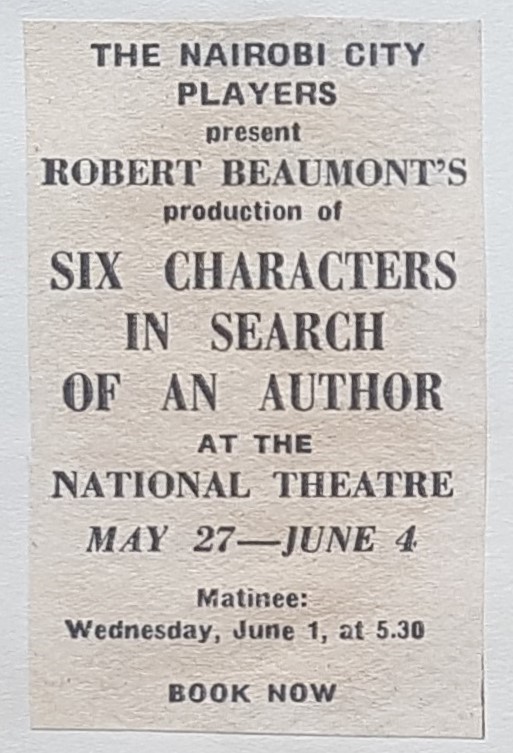 THE NAIROBI CITY
PLAYERS
present
ROBERT BEAUMONT'S
production of
SIX CHARACTERS
IN SEARCH
OF AN AUTHOR
AT THE
NATIONAL THEATRE
MAY 27—JUNE 4
Matinee:
Wednesday, June 1, at 5.30
BOOK NOW